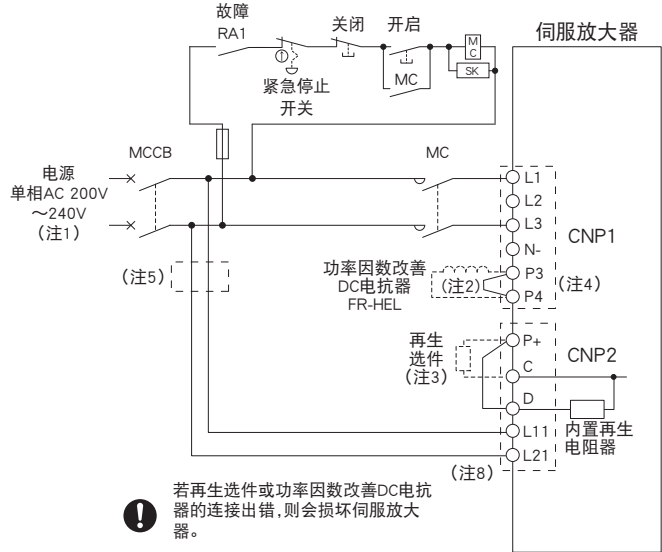 故障
RA1
关闭
开启
M
C
SK
MC
紧急停止
开关
伺服放大器
MCCB
MC
电源
单相AC 200V
～240V
（注1）
L1
L2
L3
N-
CNP1
（注5）
功率因数改善
DC电抗器
FR-HEL
（注2）
P3
P4
（注4）
再生
选件
（注3）
P+
C
D
CNP2
内置再生
电阻器
L11
L21
（注8）
若再生选件或功率因数改善DC电抗
器的连接出错,则会损坏伺服放大
器。